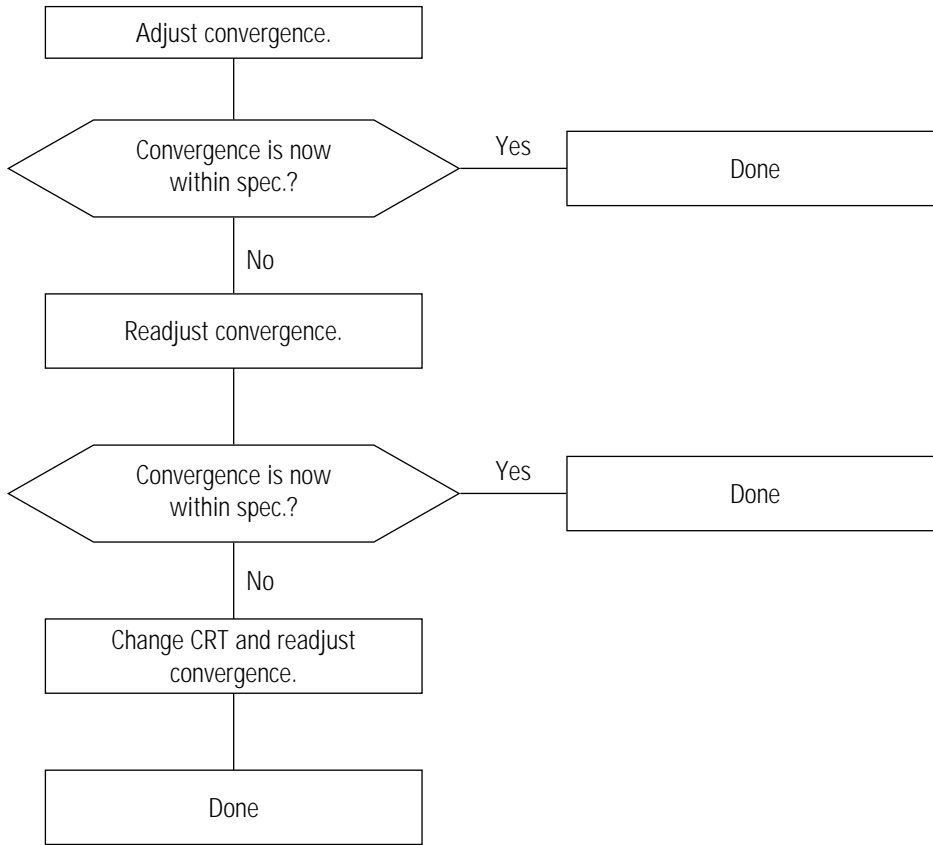 Adjust convergence.
Convergence is now
within spec.?
Yes
Done
No
Readjust convergence.
Convergence is now
within spec.?
Yes
Done
No
Change CRT and readjust
convergence.
Done